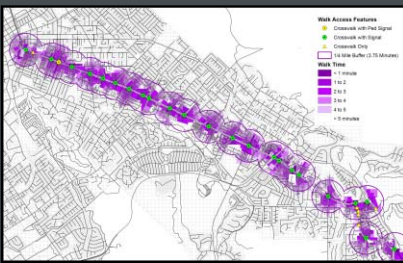 Walk Access Features
Crosswalk with Ped Signal
Crosswalk with Signal
Crosswalk Only
1/4 Mile Buffer (3.75 Minutes)
Walk Time
< 1 minute
1 to 2
2 to 3
3 to 4
4 to 5
> 5 minutes